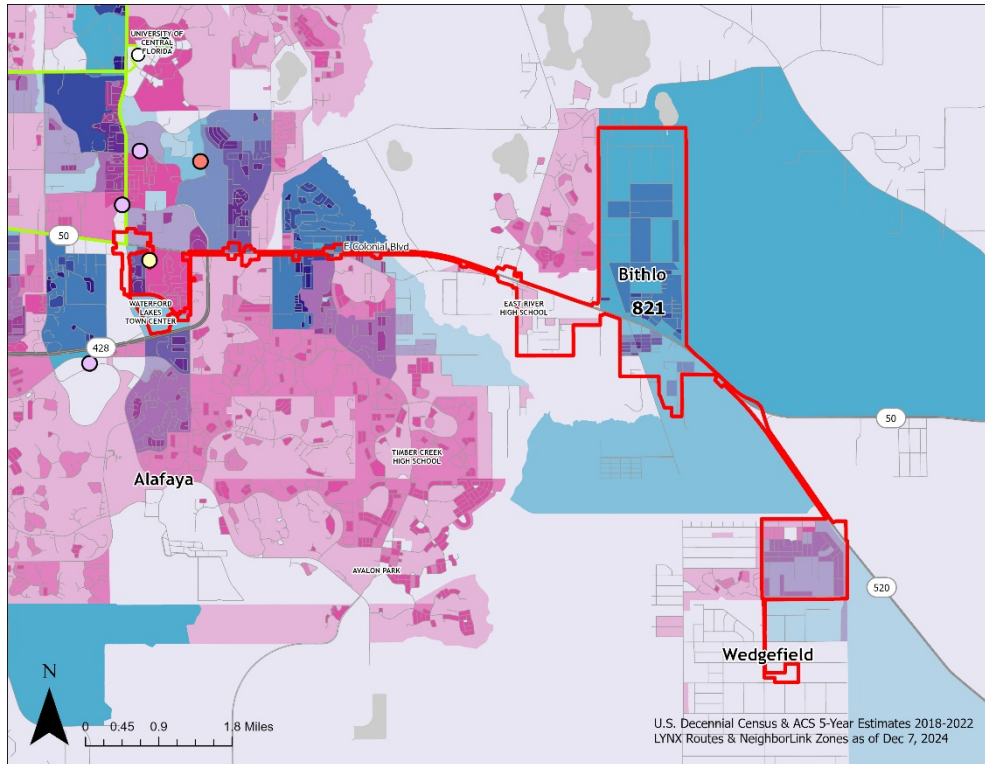 UNIVERSITY OF
CENTRAL
FLORIDA
50
E Colonial Blvd
Bithlo
821
EAST RIVER
HIGH SCHOOL
WATERFORD
LAKES
TOWN CENTER
428
50
TIMBER CREEK
HIGH SCHOOL
Alafaya
AVALON PARK
520
Wedgefield
N
0 0.45 0.9 1.8 Miles
U.S. Decennial Census & ACS 5-Year Estimates 2018-2022
LYNX Routes & NeighborLink Zones as of Dec 7, 2024